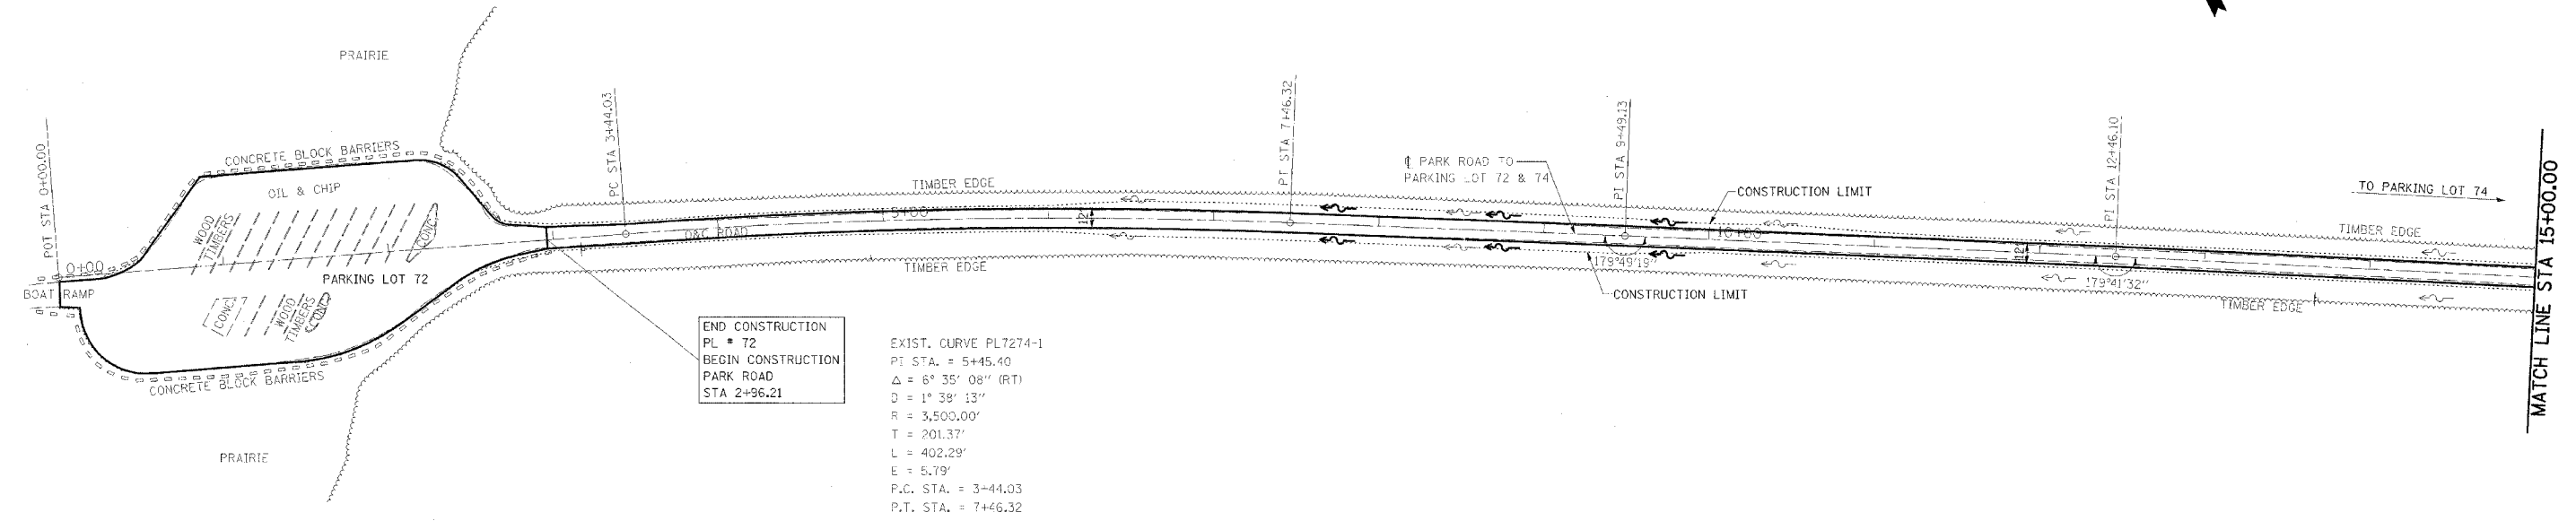 PRAIRIE
POT STA 0+00.00
CONCRETE BLOCK BARRIERS
OIL & CHIP
WOOD
TIMBERS
CONC
0+00
BOAT RAMP
PARKING LOT 72
CONC
WOOD
TIMBERS
CONC
CONCRETE BLOCK BARRIERS
PRAIRIE
PC STA 3+44.03
O&C ROAD
TIMBER EDGE
5+00
12'
TIMBER EDGE
PT STA 7+46.32
℄ PARK ROAD TO
PARKING LOT 72 & 74
PI STA 9+49.13
CONSTRUCTION LIMIT
10+00
179°49'19"
CONSTRUCTION LIMIT
PI STA 12+46.10
12'
179°41'32"
TO PARKING LOT 74
TIMBER EDGE
TIMBER EDGE
MATCH LINE STA 15+00.00
END CONSTRUCTION
PL # 72
BEGIN CONSTRUCTION
PARK ROAD
STA 2+96.21
EXIST. CURVE PL7274-1
PI STA. = 5+45.40
Δ = 6° 35' 08" (RT)
D = 1° 38' 13"
R = 3,500.00'
T = 201.37'
L = 402.29'
E = 5.79'
P.C. STA. = 3+44.03
P.T. STA. = 7+46.32